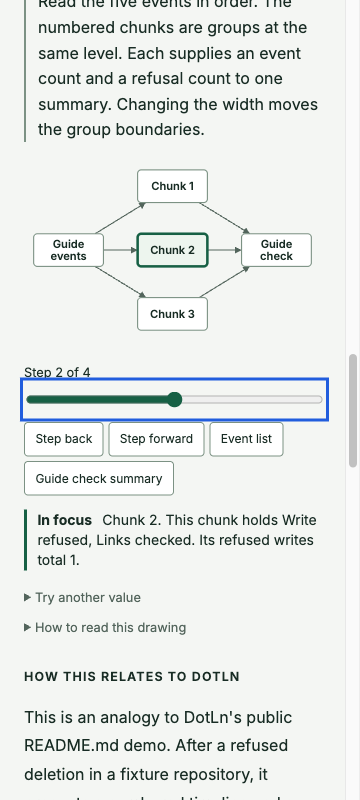 Read the five events in order. The
numbered chunks are groups at the
same level. Each supplies an event
count and a refusal count to one
summary. Changing the width moves
the group boundaries.
Chunk 1
Guide
events
Chunk 2
Guide
check
Chunk 3
Step 2 of 4
Step back
Step forward
Event list
Guide check summary
In focus Chunk 2. This chunk holds Write
refused, Links checked. Its refused writes
total 1.
Try another value
How to read this drawing
HOW THIS RELATES TO DOTLN
This is an analogy to DotLn's public
README.md demo. After a refused
deletion in a fixture repository, it